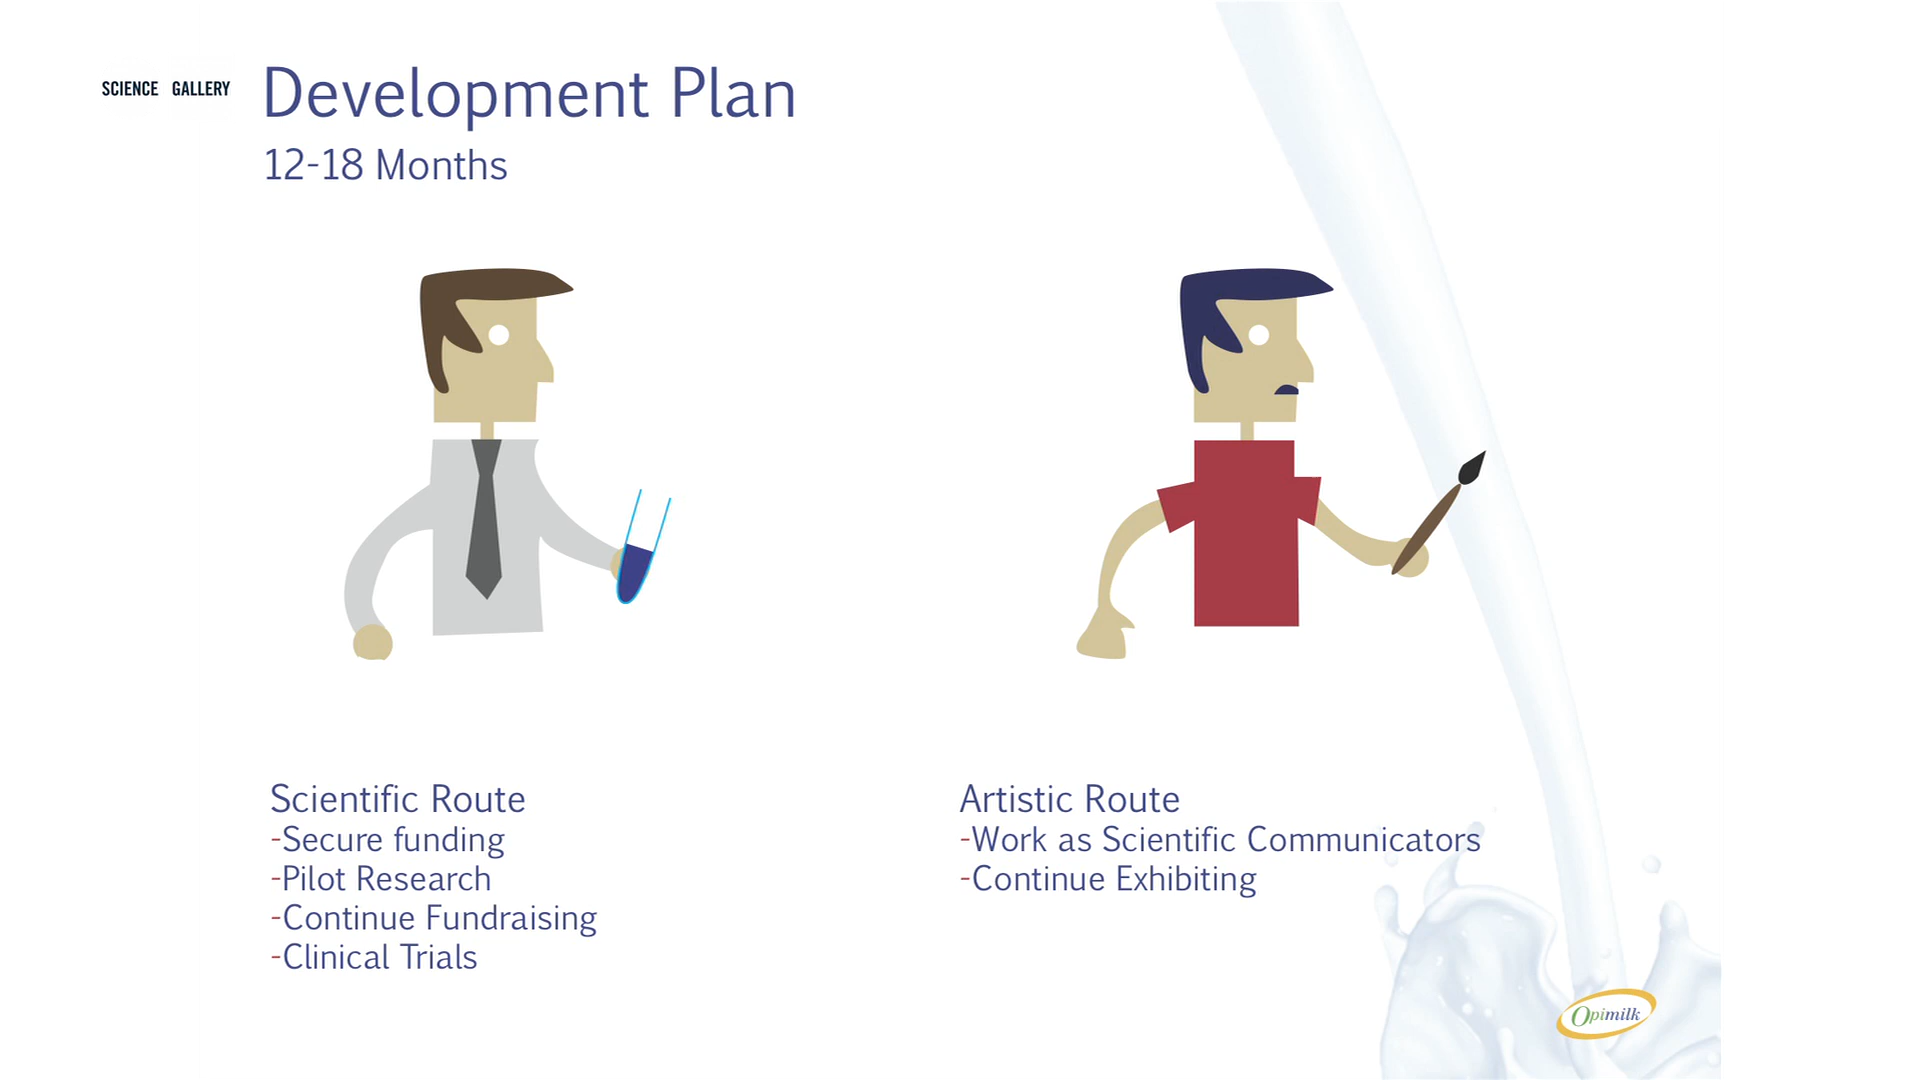 SCIENCE GALLERY
Development Plan
12-18 Months
Scientific Route
-Secure funding
-Pilot Research
-Continue Fundraising
-Clinical Trials
Artistic Route
-Work as Scientific Communicators
-Continue Exhibiting
Opimilk